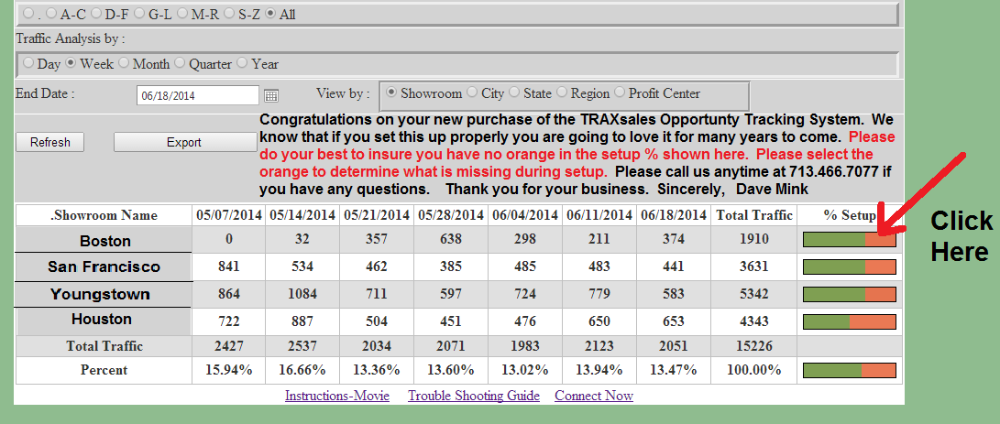 . A-C D-F G-L M-R S-Z All
Traffic Analysis by :
Day Week Month Quarter Year
End Date : 06/18/2014 View by : Showroom City State Region Profit Center
Congratulations on your new purchase of the TRAXsales Opportunty Tracking System. We
know that if you set this up properly you are going to love it for many years to come. Please
do your best to insure you have no orange in the setup % shown here. Please select the
orange to determine what is missing during setup. Please call us anytime at 713.466.7077 if
you have any questions. Thank you for your business. Sincerely, Dave Mink
Refresh Export
.Showroom Name 05/07/2014 05/14/2014 05/21/2014 05/28/2014 06/04/2014 06/11/2014 06/18/2014 Total Traffic % Setup
Boston 0 32 357 638 298 211 374 1910
San Francisco 841 534 462 385 485 483 441 3631
Youngstown 864 1084 711 597 724 779 583 5342
Houston 722 887 504 451 476 650 653 4343
Total Traffic 2427 2537 2034 2071 1983 2123 2051 15226
Percent 15.94% 16.66% 13.36% 13.60% 13.02% 13.94% 13.47% 100.00%
Click
Here
Instructions-Movie Trouble Shooting Guide Connect Now